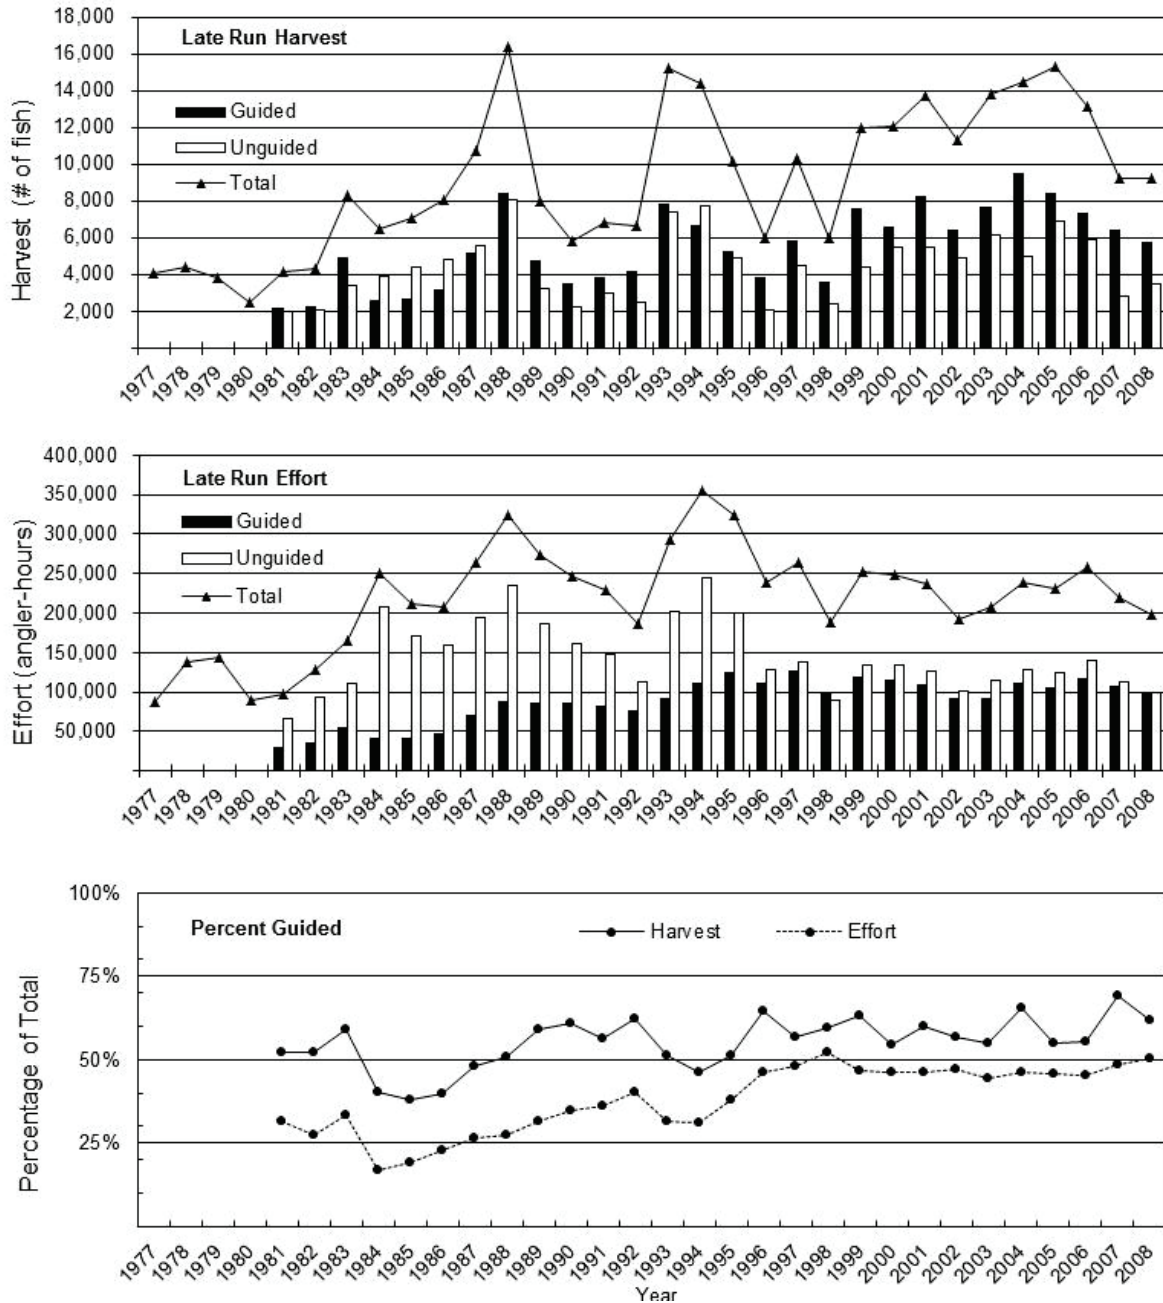 18,000
16,000
14,000
12,000
10,000
8,000
6,000
4,000
2,000
Harvest (# of fish)
Late Run Harvest
Guided
Unguided
Total
1977 1978 1979 1980 1981 1982 1983 1984 1985 1986 1987 1988 1989 1990 1991 1992 1993 1994 1995 1996 1997 1998 1999 2000 2001 2002 2003 2004 2005 2006 2007 2008
400,000
350,000
300,000
250,000
200,000
150,000
100,000
50,000
Effort (angler-hours)
Late Run Effort
Guided
Unguided
Total
1977 1978 1979 1980 1981 1982 1983 1984 1985 1986 1987 1988 1989 1990 1991 1992 1993 1994 1995 1996 1997 1998 1999 2000 2001 2002 2003 2004 2005 2006 2007 2008
100%
75%
50%
25%
Percentage of Total
Percent Guided
Harvest
Effort
1977 1978 1979 1980 1981 1982 1983 1984 1985 1986 1987 1988 1989 1990 1991 1992 1993 1994 1995 1996 1997 1998 1999 2000 2001 2002 2003 2004 2005 2006 2007 2008
Year